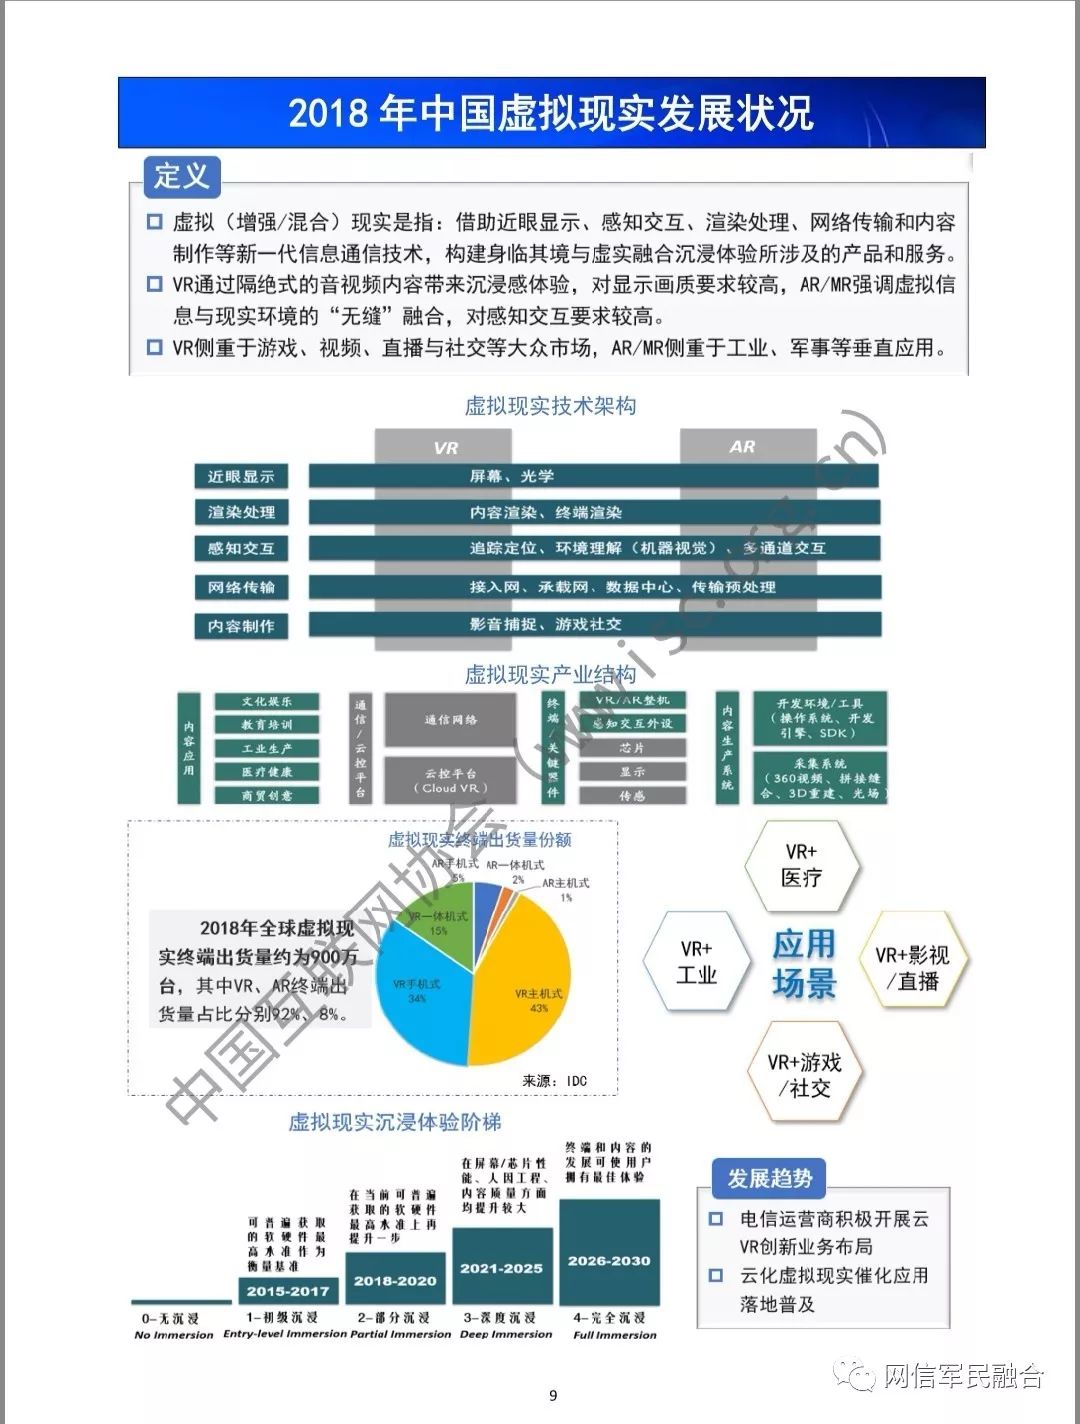 2018年中国虚拟现实发展状况
定义
虚拟（增强/混合）现实是指：借助近眼显示、感知交互、渲染处理、网络传输和内容
制作等新一代信息通信技术，构建身临其境与虚实融合沉浸体验所涉及的产品和服务。
VR通过隔绝式的音视频内容带来沉浸感体验，对显示画质要求较高，AR/MR强调虚拟信
息与现实环境的“无缝”融合，对感知交互要求较高。
VR侧重于游戏、视频、直播与社交等大众市场，AR/MR侧重于工业、军事等垂直应用。
虚拟现实技术架构
VR
AR
近眼显示
屏幕、光学
渲染处理
内容渲染、终端渲染
感知交互
追踪定位、环境理解（机器视觉）、多通道交互
网络传输
接入网、承载网、数据中心、传输预处理
内容制作
影音捕捉、游戏社交
虚拟现实产业结构
内容应用
文化娱乐
教育培训
工业生产
医疗健康
商贸创意
通信/云控平台
通信网络
云控平台
（Cloud VR）
终端/关键器件
VR/AR整机
感知交互外设
芯片
显示
传感
内容生产系统
开发环境/工具
（操作系统、开发
引擎、SDK）
采集系统
（360视频、拼接缝
合、3D重建、光场）
虚拟现实终端出货量份额
2018年全球虚拟现
实终端出货量约为900万
台，其中VR、AR终端出
货量占比分别92%、8%。
AR手机式
5%
AR一体机式
2%
AR主机式
1%
VR一体机式
15%
VR手机式
34%
VR主机式
43%
来源：IDC
VR+
医疗
VR+
工业
应用
场景
VR+影视
/直播
VR+游戏
/社交
虚拟现实沉浸体验阶梯
可普遍获取
的软硬件最
高水准作为
衡量基准
在当前可普遍
获取的软硬件
最高水准上再
提升一步
在屏幕/芯片性
能、人因工程、
内容质量方面
均提升较大
终端和内容的
发展可使用户
拥有最佳体验
2015-2017
2018-2020
2021-2025
2026-2030
0-无沉浸
No Immersion
1-初级沉浸
Entry-level Immersion
2-部分沉浸
Partial Immersion
3-深度沉浸
Deep Immersion
4-完全沉浸
Full Immersion
发展趋势
电信运营商积极开展云
VR创新业务布局
云化虚拟现实催化应用
落地普及
中国互联网协会（www.isc.org.cn）
网信军民融合
9